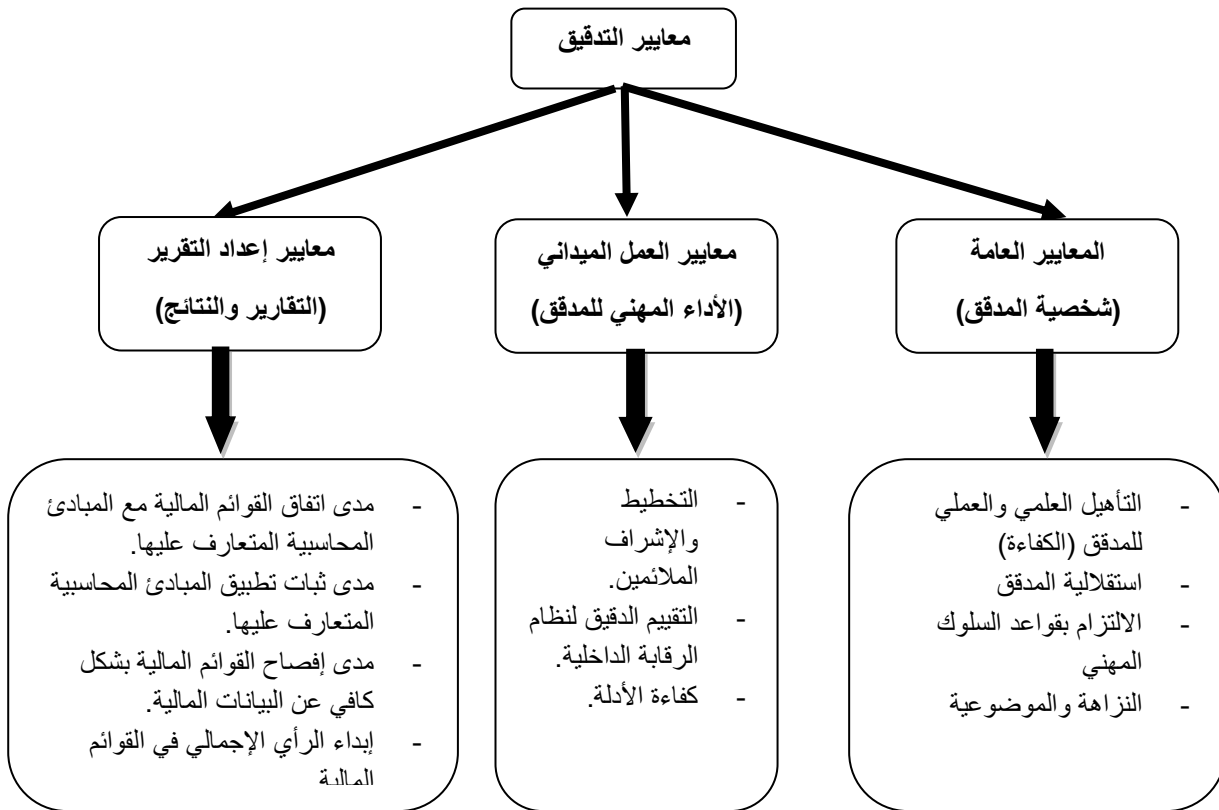 معايير التدقيق
المعايير العامة
(شخصية المدقق)
معايير العمل الميداني
(الأداء المهني للمدقق)
معايير إعداد التقرير
(التقارير والنتائج)
- التأهيل العلمي والعملي
للمدقق (الكفاءة)
- استقلالية المدقق
- الالتزام بقواعد السلوك
المهني
- النزاهة والموضوعية
- التخطيط
والإشراف
الملائمين.
- التقييم الدقيق لنظام
الرقابة الداخلية.
- كفاءة الأدلة.
- مدى اتفاق القوائم المالية مع المبادئ
المحاسبية المتعارف عليها.
- مدى ثبات تطبيق المبادئ المحاسبية
المتعارف عليها.
- مدى إفصاح القوائم المالية بشكل
كافي عن البيانات المالية.
- إبداء الرأي الإجمالي في القوائم
المالية